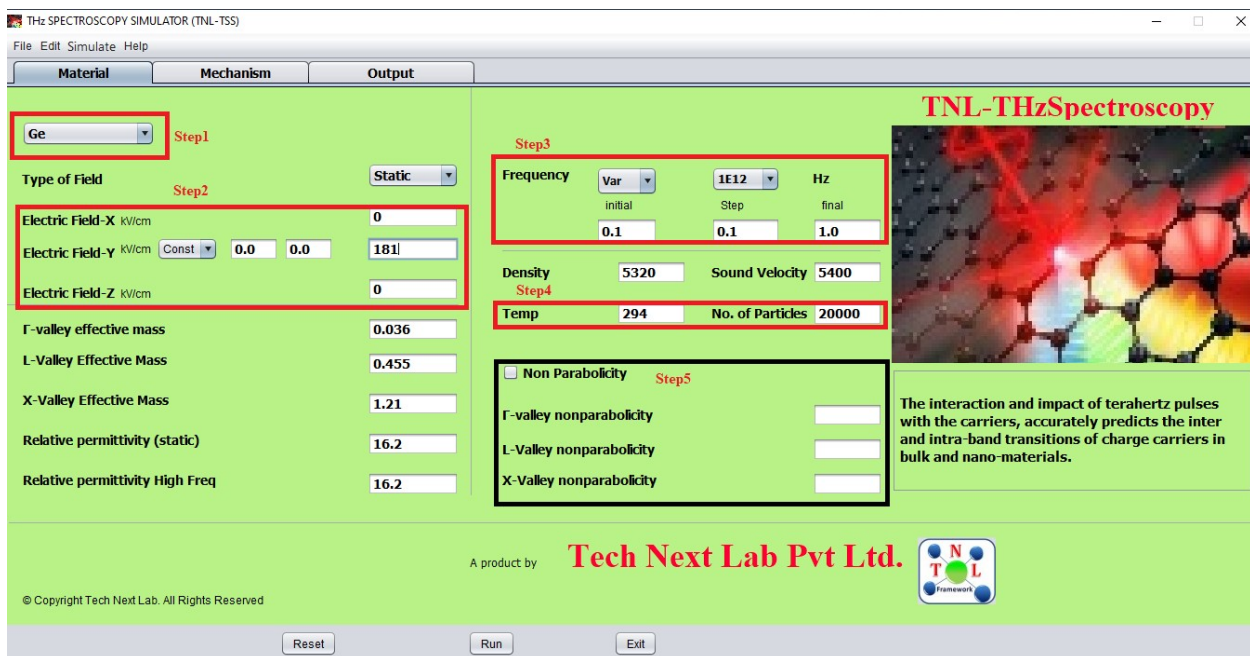 THz SPECTROSCOPY SIMULATOR (TNL-TSS)
File Edit Simulate Help
Material Mechanism Output
Ge Step1
Type of Field Static
Step2
Electric Field-X kV/cm 0
Electric Field-Y kV/cm Const 0.0 0.0 181
Electric Field-Z kV/cm 0
Γ-valley effective mass 0.036
L-Valley Effective Mass 0.455
X-Valley Effective Mass 1.21
Relative permittivity (static) 16.2
Relative permittivity High Freq 16.2
Step3
Frequency Var 1E12 Hz
initial Step final
0.1 0.1 1.0
Density 5320 Sound Velocity 5400
Step4
Temp 294 No. of Particles 20000
Non Parabolicity Step5
Γ-valley nonparabolicity
L-Valley nonparabolicity
X-Valley nonparabolicity
TNL-THzSpectroscopy
The interaction and impact of terahertz pulses
with the carriers, accurately predicts the inter
and intra-band transitions of charge carriers in
bulk and nano-materials.
A product by Tech Next Lab Pvt Ltd.
N
T L
Framework
© Copyright Tech Next Lab. All Rights Reserved
Reset Run Exit